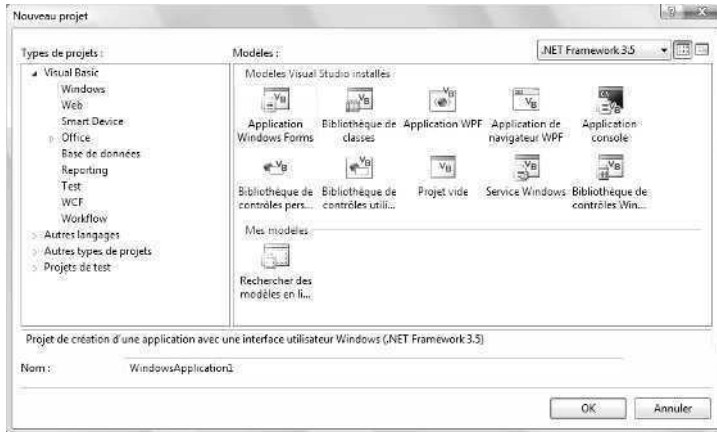 Nouveau projet
Types de projets :
Modèles :
.NET Framework 3.5
Visual Basic
Windows
Web
Smart Device
Office
Base de données
Reporting
Test
WCF
Workflow
Autres langages
Autres types de projets
Projets de test
Modèles Visual Studio installés
Application Windows Forms
Bibliothèque de classes
Application WPF
Application de navigateur WPF
Application console
Bibliothèque de contrôles pers...
Bibliothèque de contrôles utili...
Projet vide
Service Windows
Bibliothèque de contrôles Win...
Mes modèles
Rechercher des modèles en li...
Projet de création d'une application avec une interface utilisateur Windows (.NET Framework 3.5)
Nom :
WindowsApplication1
OK
Annuler